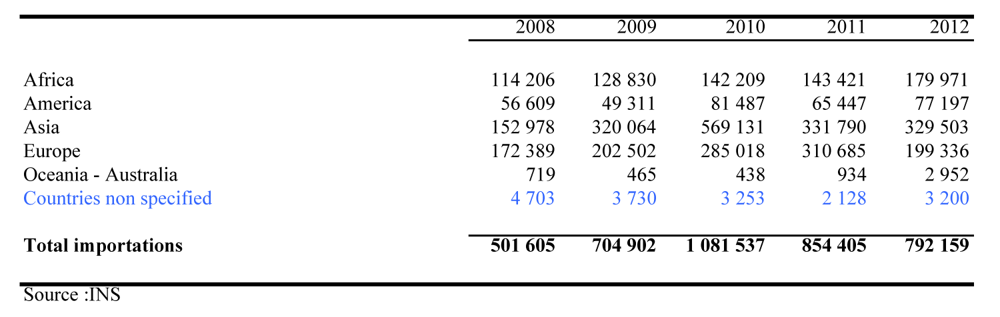 2008 2009 2010 2011 2012
Africa 114 206 128 830 142 209 143 421 179 971
America 56 609 49 311 81 487 65 447 77 197
Asia 152 978 320 064 569 131 331 790 329 503
Europe 172 389 202 502 285 018 310 685 199 336
Oceania - Australia 719 465 438 934 2 952
Countries non specified 4 703 3 730 3 253 2 128 3 200
Total importations 501 605 704 902 1 081 537 854 405 792 159
Source :INS